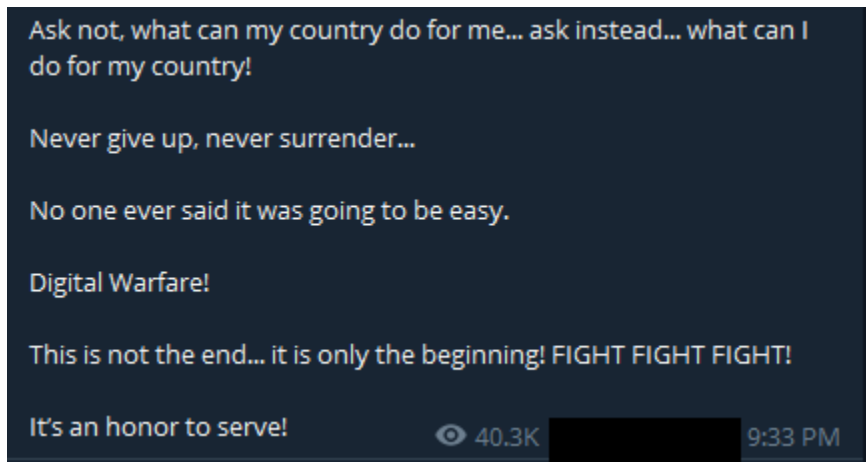 Ask not, what can my country do for me... ask instead... what can I
do for my country!
Never give up, never surrender...
No one ever said it was going to be easy.
Digital Warfare!
This is not the end... it is only the beginning! FIGHT FIGHT FIGHT!
It’s an honor to serve!
40.3K 9:33 PM